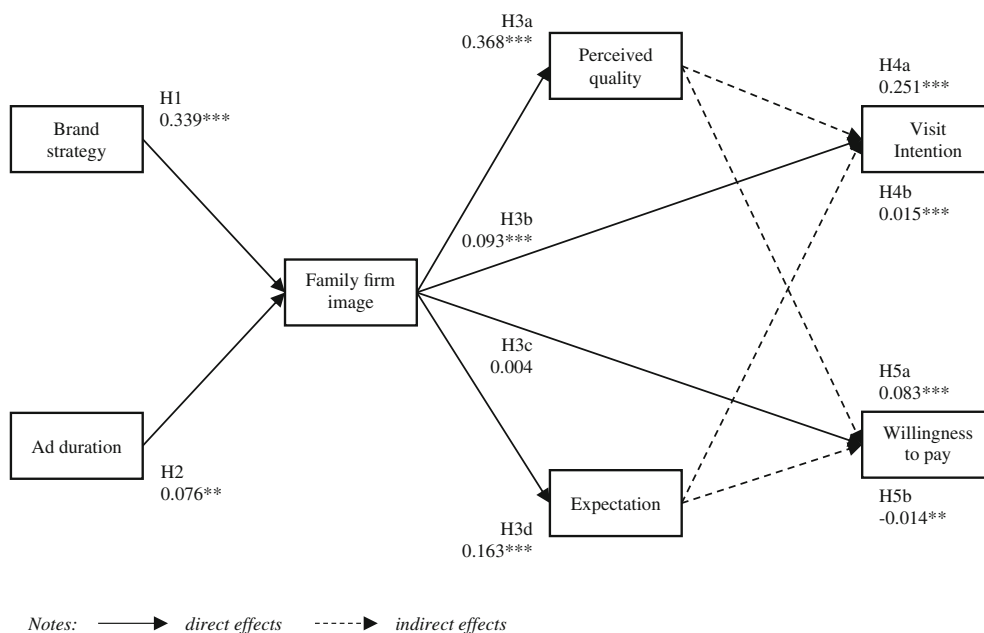 H3a
0.368***
Perceived
quality
H4a
0.251***
H1
0.339***
Brand
strategy
Visit
Intention
H4b
0.015***
H3b
0.093***
Family firm
image
H3c
0.004
H5a
0.083***
Ad duration
Willingness
to pay
H2
0.076**
Expectation
H5b
-0.014**
H3d
0.163***
Notes: direct effects indirect effects